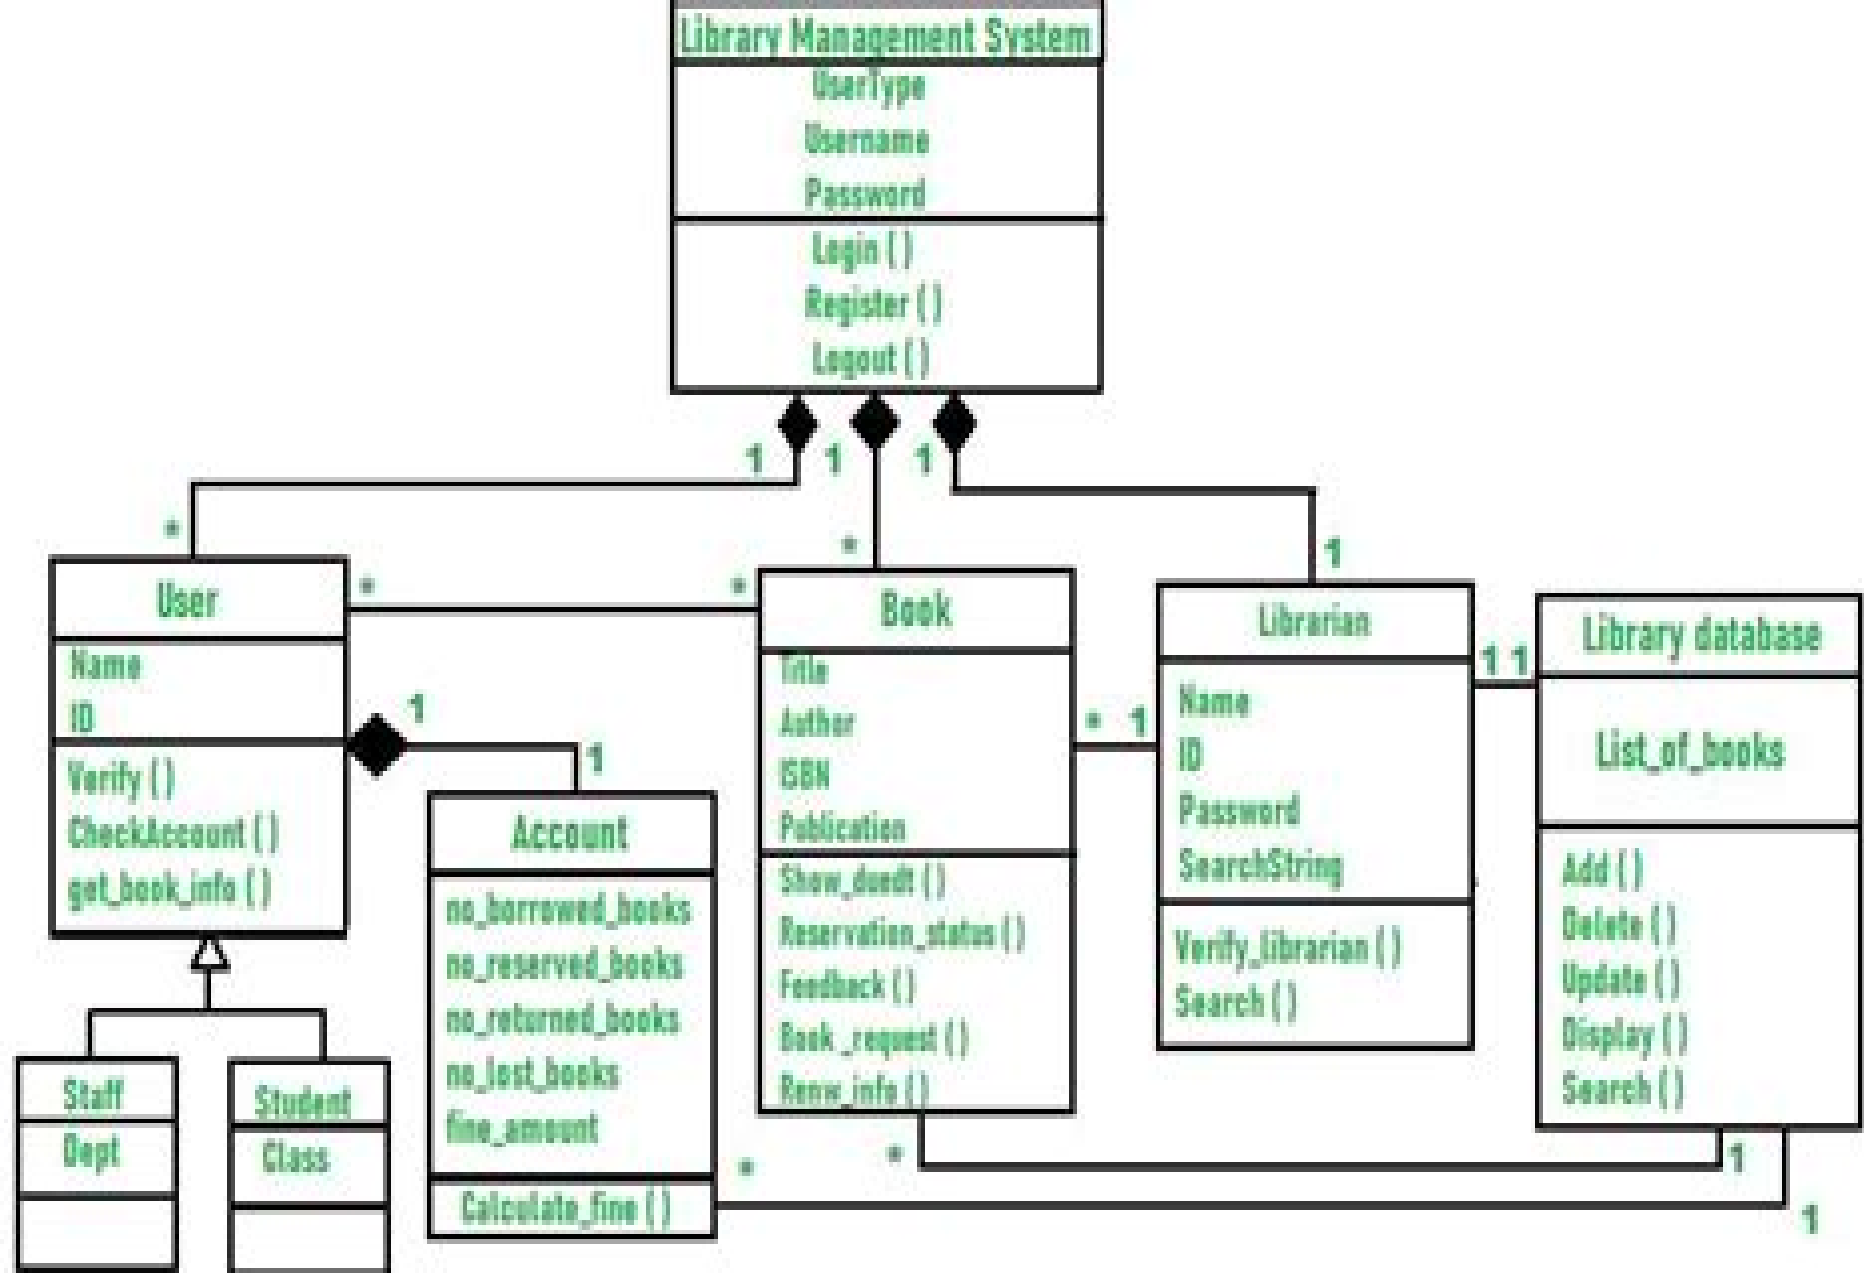 Library Management System
UserType
Username
Password
Login ( )
Register ( )
Logout ( )
1
1
1
*
*
1
User
Name
ID
Verify ( )
CheckAccount ( )
get_book_info ( )
*
*
1
1
Account
no_borrowed_books
no_reserved_books
no_returned_books
no_lost_books
fine_amount
Calculate_fine ( )
Book
Title
Author
ISBN
Publication
Show_duedt ( )
Reservation_status ( )
Feedback ( )
Book _request ( )
Renw_info ( )
* 1
Librarian
Name
ID
Password
SearchString
Verify_librarian ( )
Search ( )
1 1
Library database
List_of_books
Add ( )
Delete ( )
Update ( )
Display ( )
Search ( )
Staff
Dept
Student
Class
*
1
*
1